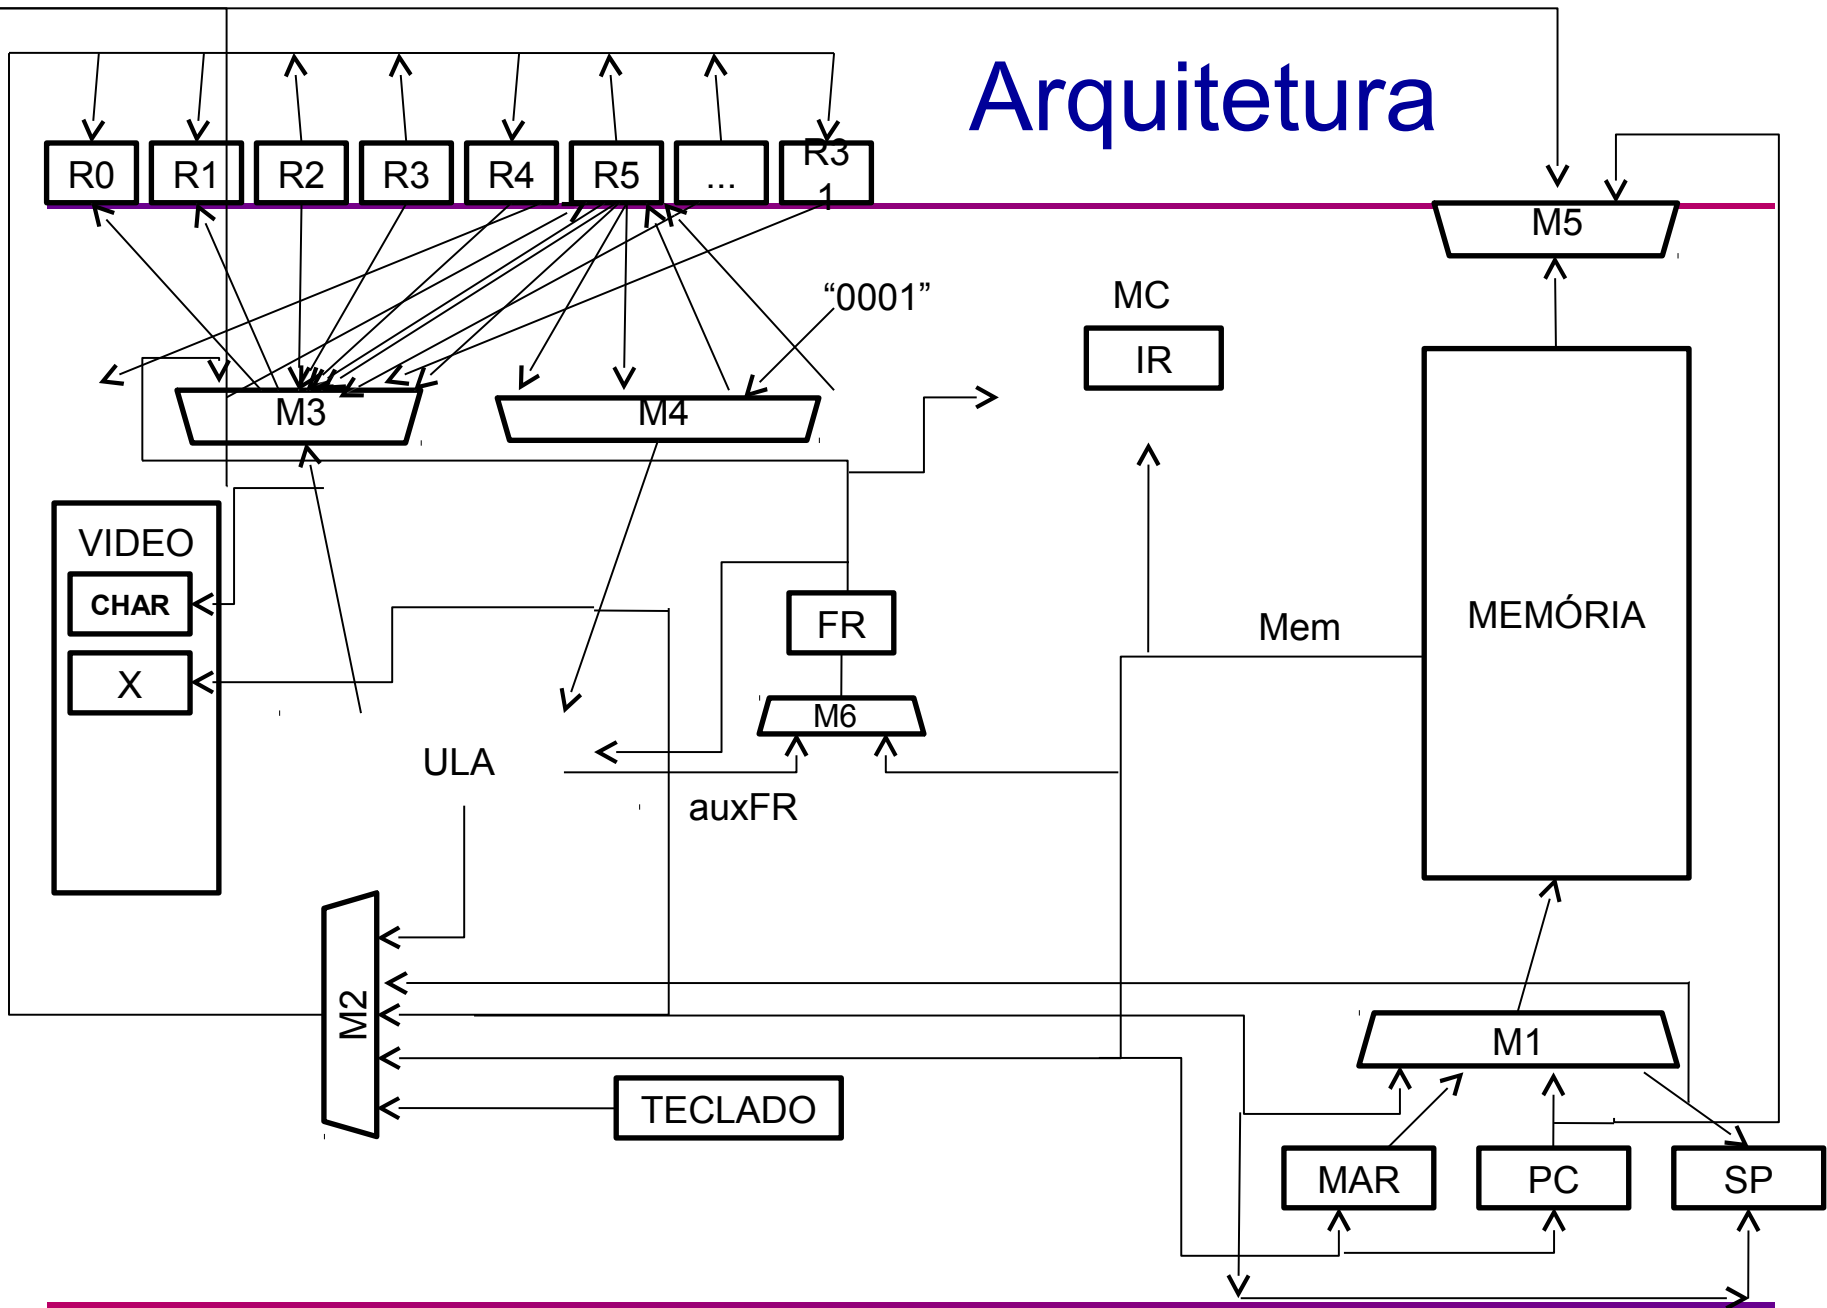 Arquitetura
R0
R1
R2
R3
R4
R5
...
R3
1
M5
“0001”
MC
IR
M3
M4
VIDEO
CHAR
X
FR
Mem
MEMÓRIA
M6
ULA
auxFR
M2
M1
TECLADO
MAR
PC
SP